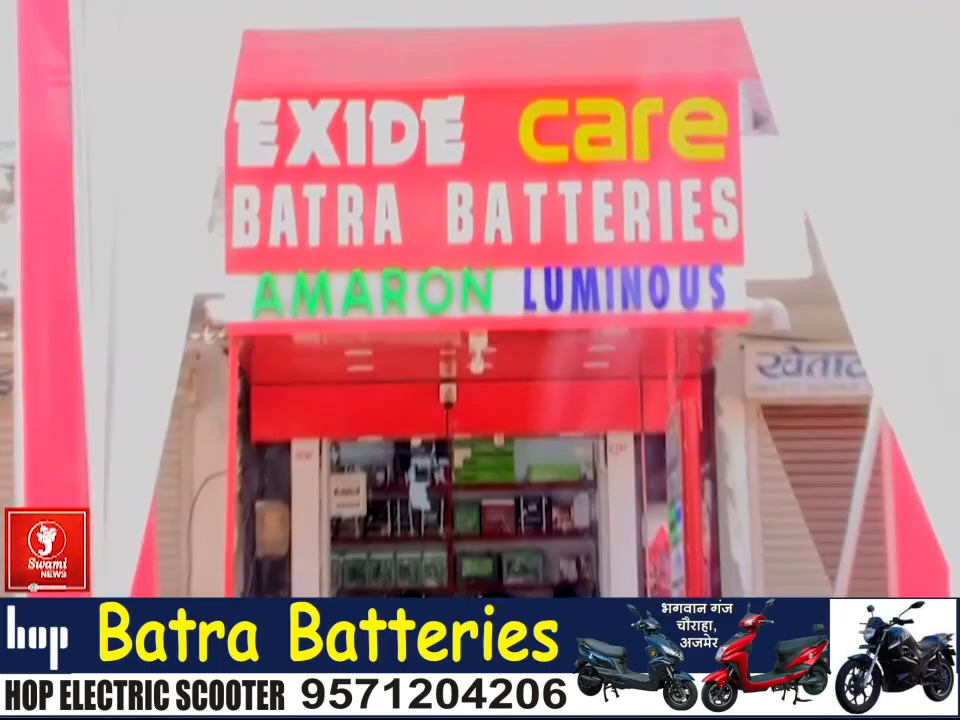 EXIDE care
BATRA BATTERIES
AMARON LUMINOUS
Swami
NEWS
hop Batra Batteries
भगवान गंज
चौराहा,
अजमेर
HOP ELECTRIC SCOOTER 9571204206